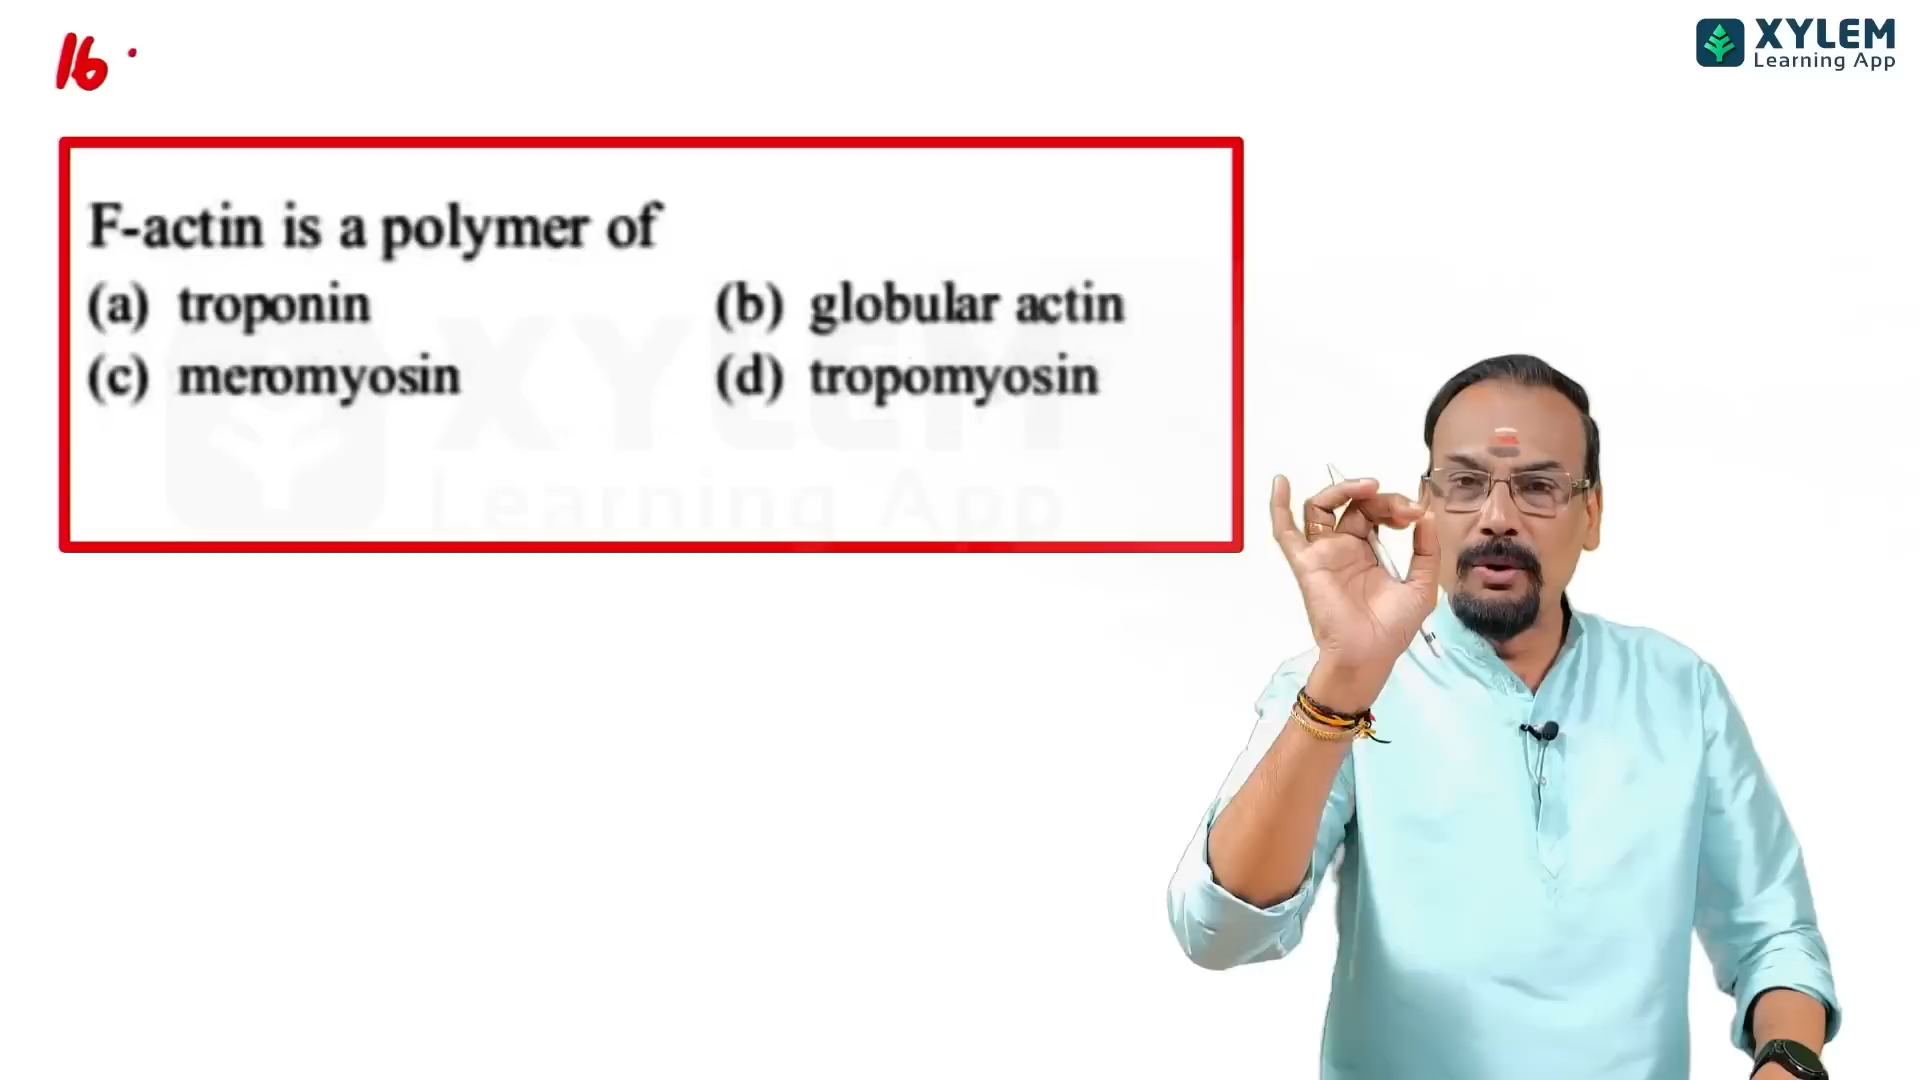 16.
XYLEM
Learning App
F-actin is a polymer of
(a) troponin (b) globular actin
(c) meromyosin (d) tropomyosin
XYLEM
Learning App